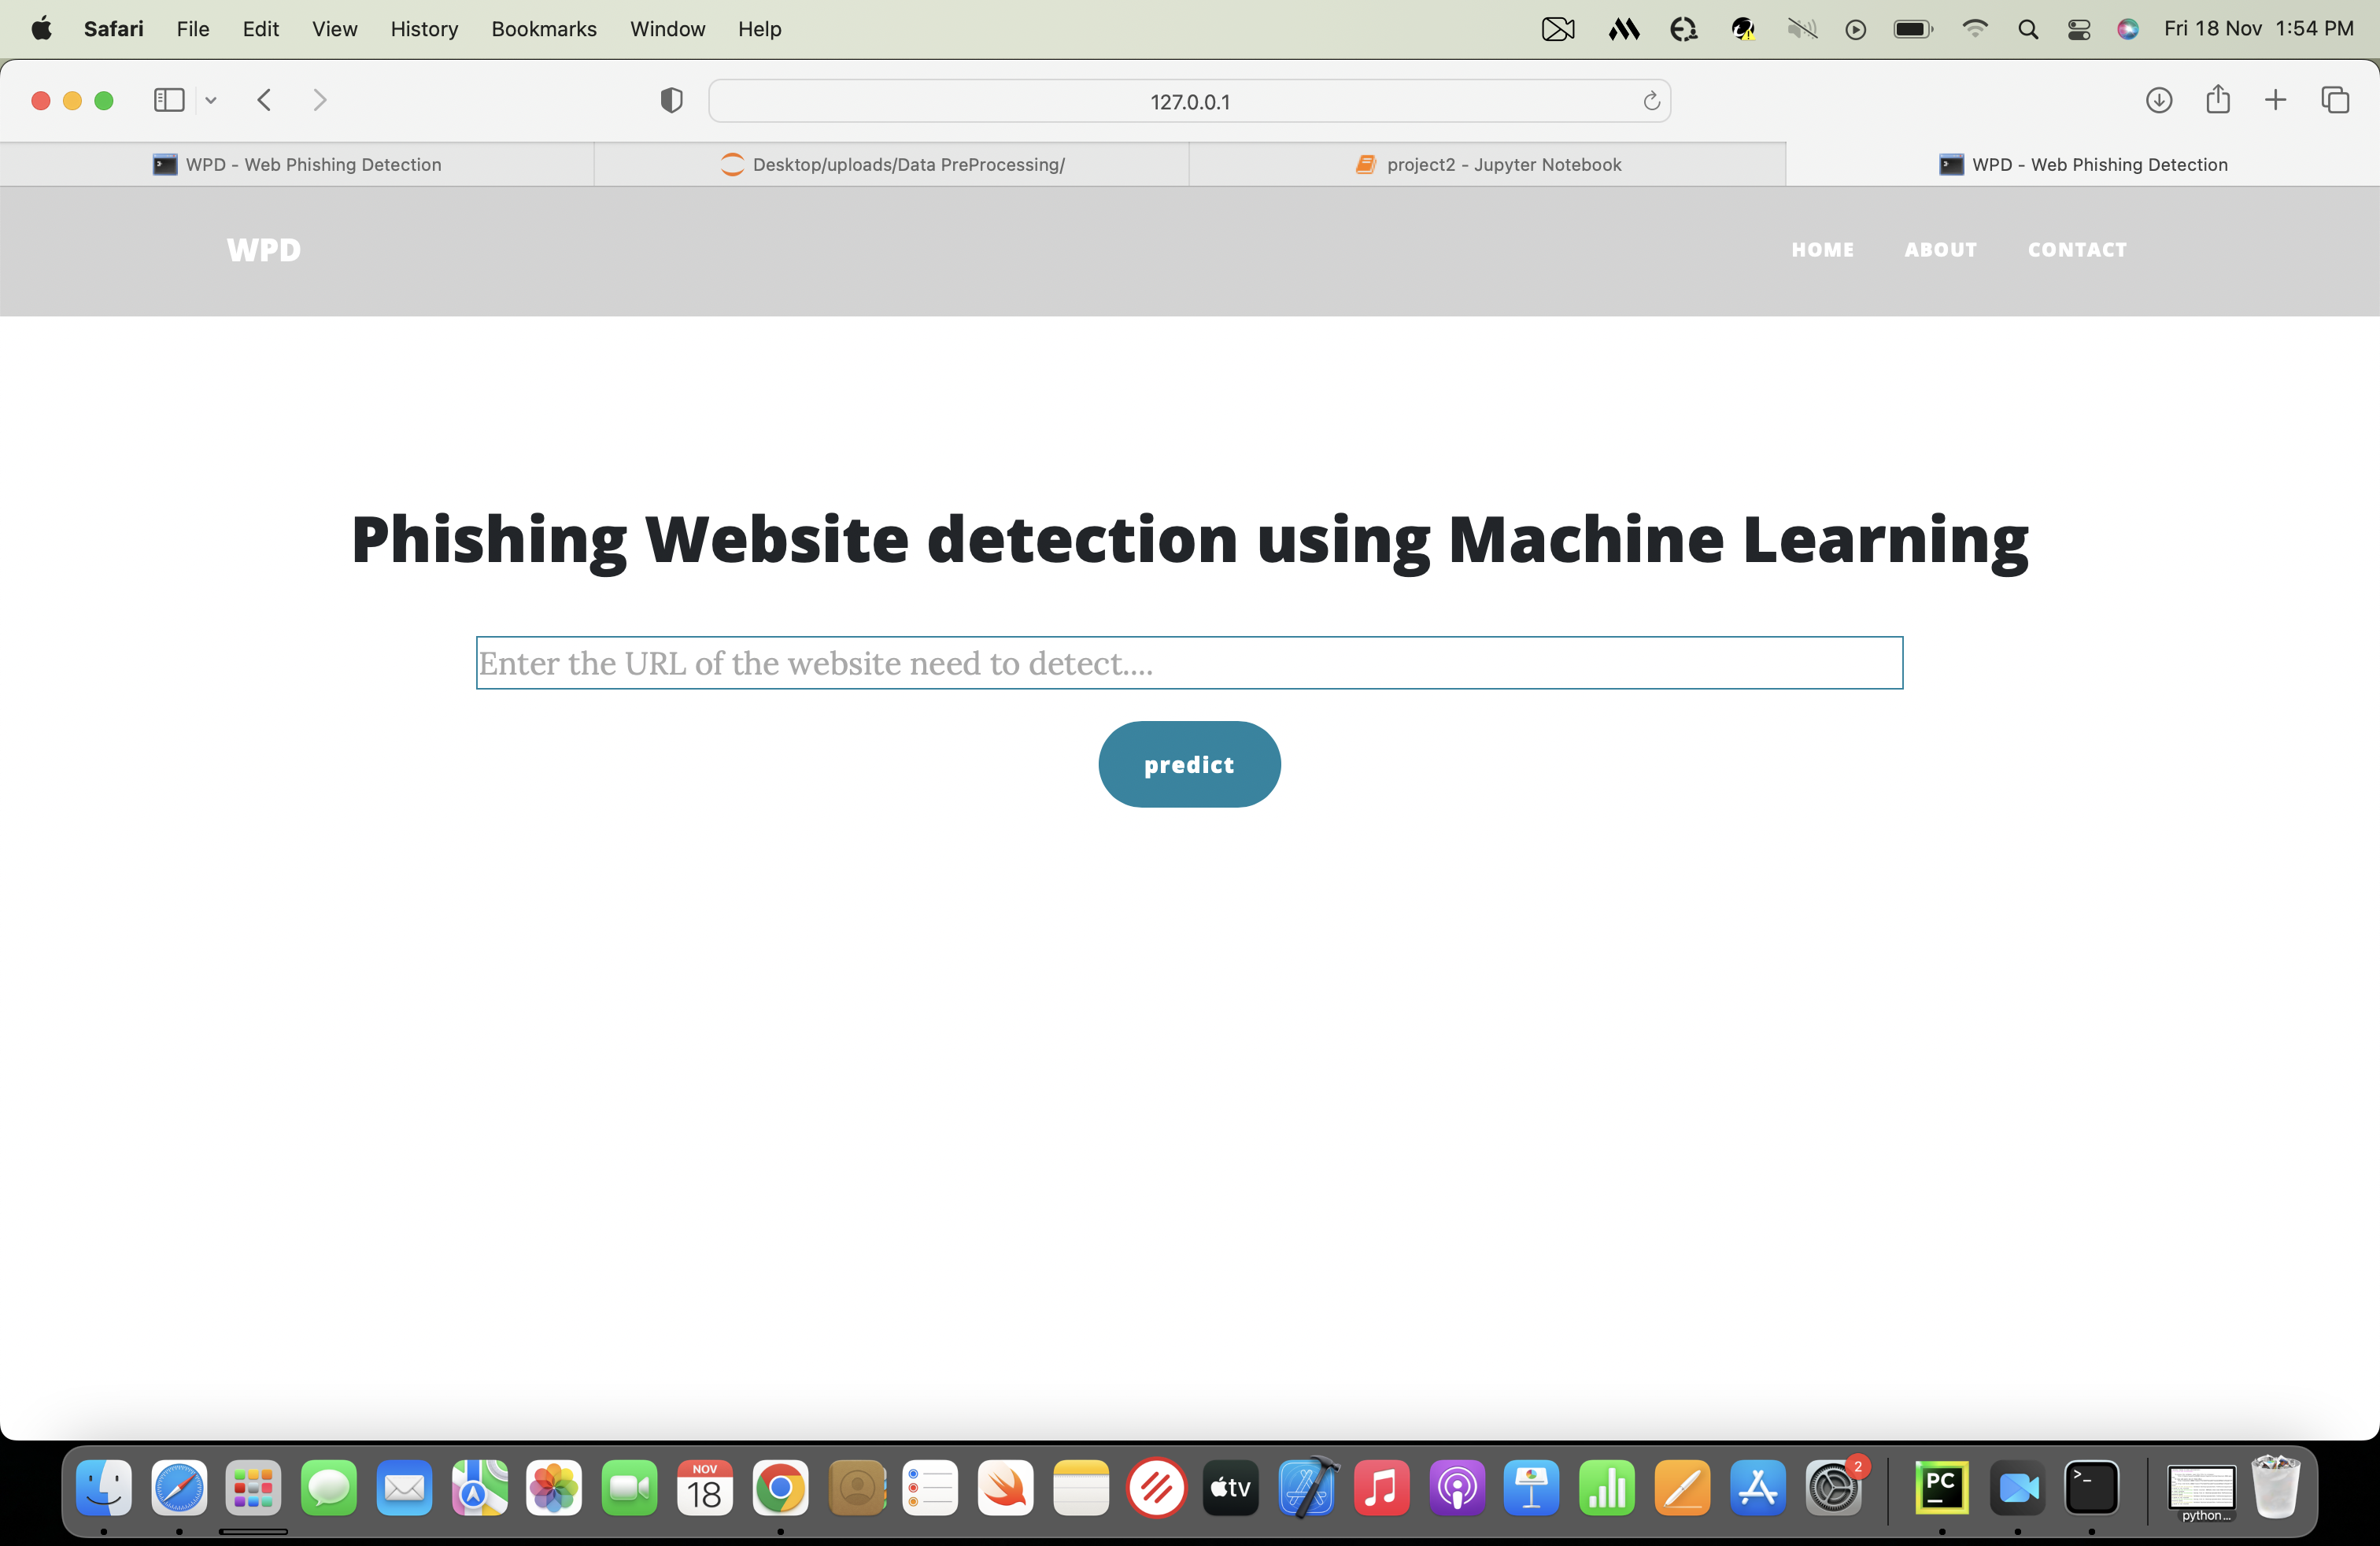 Safari File Edit View History Bookmarks Window Help Fri 18 Nov 1:54 PM
127.0.0.1
WPD - Web Phishing Detection Desktop/uploads/Data PreProcessing/ project2 - Jupyter Notebook WPD - Web Phishing Detection
WPD HOME ABOUT CONTACT
Phishing Website detection using Machine Learning
Enter the URL of the website need to detect....
predict
NOV
18
tv
2
PC
>_
python...